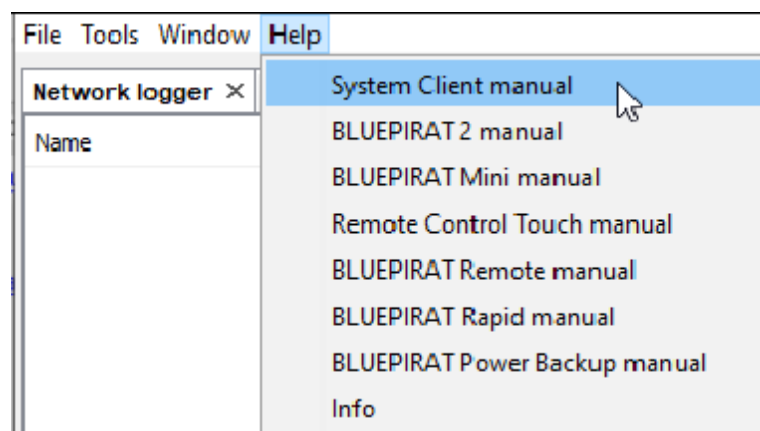 File Tools Window Help
Network logger ×
Name
System Client manual
BLUEPIRAT 2 manual
BLUEPIRAT Mini manual
Remote Control Touch manual
BLUEPIRAT Remote manual
BLUEPIRAT Rapid manual
BLUEPIRAT Power Backup manual
Info